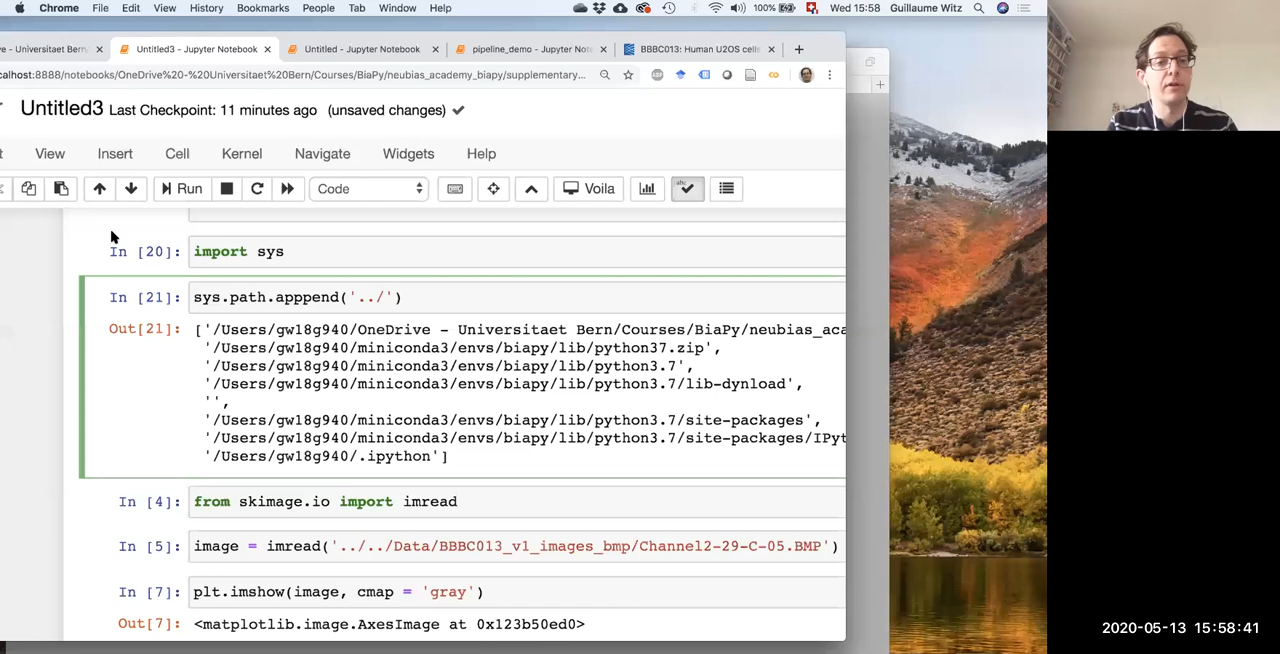 Chrome File Edit View History Bookmarks People Tab Window Help 100% Wed 15:58 Guillaume Witz
ve - Universitaet Bern Untitled3 - Jupyter Notebook Untitled - Jupyter Notebook pipeline_demo - Jupyter Not BBBC013: Human U2OS cells
calhost:8888/notebooks/OneDrive%20-%20Universitaet%20Bern/Courses/BiaPy/neubias_academy_biapy/supplementary...
Untitled3 Last Checkpoint: 11 minutes ago (unsaved changes)
t View Insert Cell Kernel Navigate Widgets Help
Run Code Voila abc
In [20]: import sys
In [21]: sys.path.apppend('../')
Out[21]: ['/Users/gw18g940/OneDrive - Universitaet Bern/Courses/BiaPy/neubias_aca
'/Users/gw18g940/miniconda3/envs/biapy/lib/python37.zip',
'/Users/gw18g940/miniconda3/envs/biapy/lib/python3.7',
'/Users/gw18g940/miniconda3/envs/biapy/lib/python3.7/lib-dynload',
'',
'/Users/gw18g940/miniconda3/envs/biapy/lib/python3.7/site-packages',
'/Users/gw18g940/miniconda3/envs/biapy/lib/python3.7/site-packages/IPyt
'/Users/gw18g940/.ipython']
In [4]: from skimage.io import imread
In [5]: image = imread('../../Data/BBBC013_v1_images_bmp/Channel2-29-C-05.BMP')
In [7]: plt.imshow(image, cmap = 'gray')
Out[7]: <matplotlib.image.AxesImage at 0x123b50ed0>
2020-05-13 15:58:41